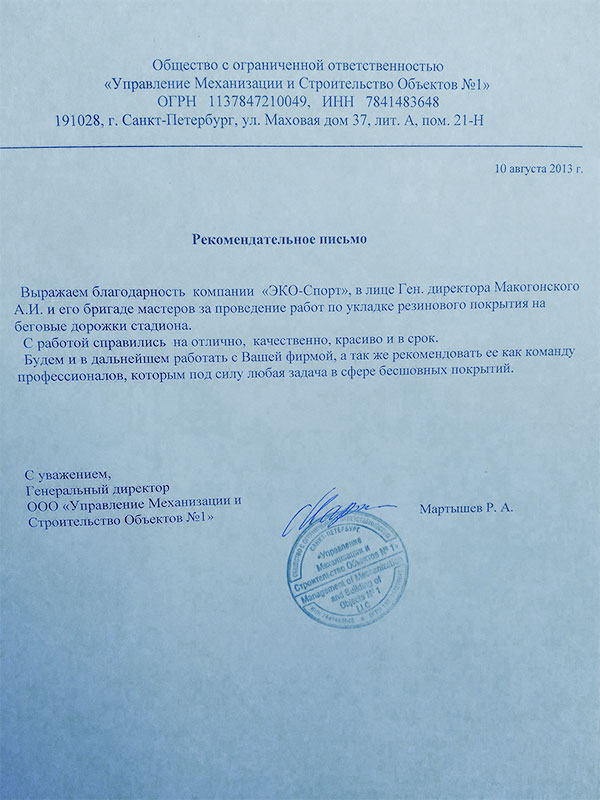 Общество с ограниченной ответственностью
«Управление Механизации и Строительство Объектов №1»
ОГРН 1137847210049, ИНН 7841483648
191028, г. Санкт-Петербург, ул. Маховая дом 37, лит. А, пом. 21-Н
10 августа 2013 г.
Рекомендательное письмо
Выражаем благодарность компании «ЭКО-Спорт», в лице Ген. директора Макогонского
А.И. и его бригаде мастеров за проведение работ по укладке резинового покрытия на
беговые дорожки стадиона.
С работой справились на отлично, качественно, красиво и в срок.
Будем и в дальнейшем работать с Вашей фирмой, а так же рекомендовать ее как команду
профессионалов, которым под силу любая задача в сфере бесшовных покрытий.
С уважением,
Генеральный директор
ООО «Управление Механизации и
Строительство Объектов №1»
Мартышев Р. А.
САНКТ-ПЕТЕРБУРГ
«Управление
Механизации и
Строительство Объектов № 1»
Management of Mechanization
and Building of
Objects № 1
LLC